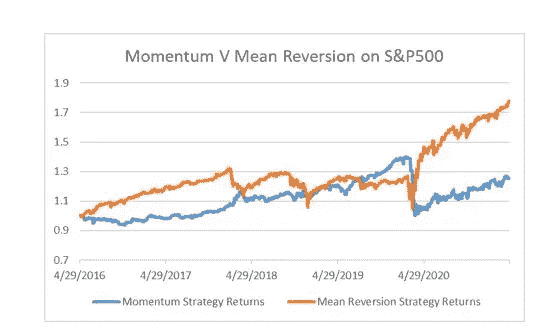 Momentum V Mean Reversion on S&P500
1.9
1.7
1.5
1.3
1.1
0.9
0.7
4/29/2016 4/29/2017 4/29/2018 4/29/2019 4/29/2020
Momentum Strategy Returns Mean Reversion Strategy Returns